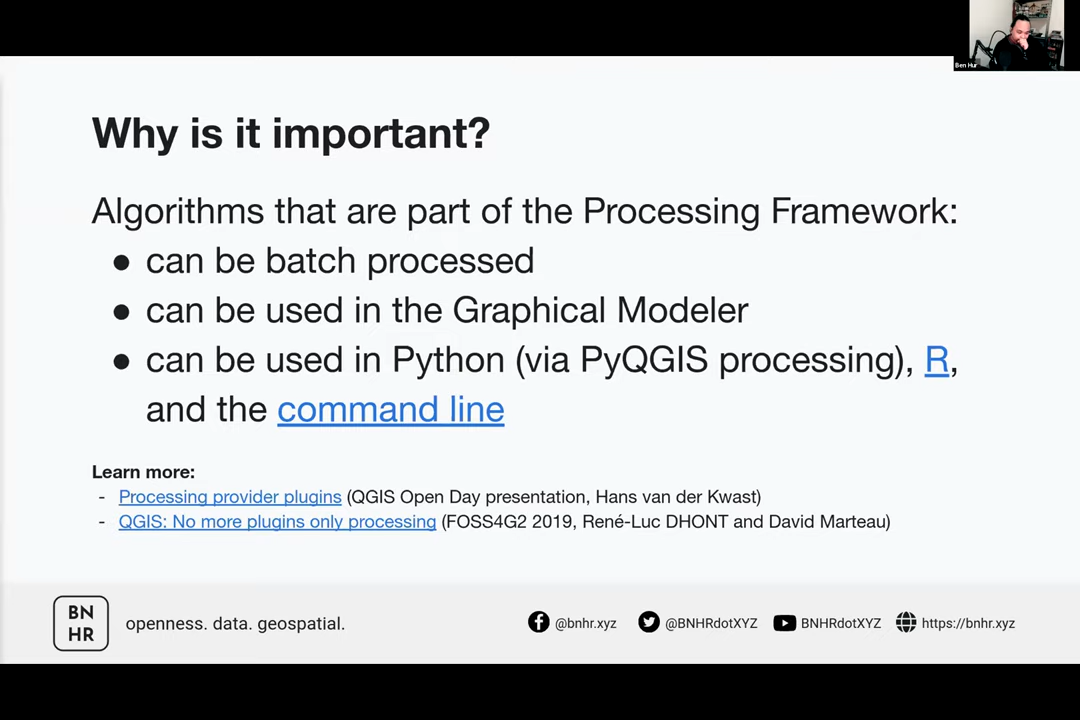 Ben Hur
Why is it important?
Algorithms that are part of the Processing Framework:
● can be batch processed
● can be used in the Graphical Modeler
● can be used in Python (via PyQGIS processing), R,
and the command line
Learn more:
- Processing provider plugins (QGIS Open Day presentation, Hans van der Kwast)
- QGIS: No more plugins only processing (FOSS4G2 2019, René-Luc DHONT and David Marteau)
BN
HR
openness. data. geospatial.
@bnhr.xyz
@BNHRdotXYZ
BNHRdotXYZ
https://bnhr.xyz